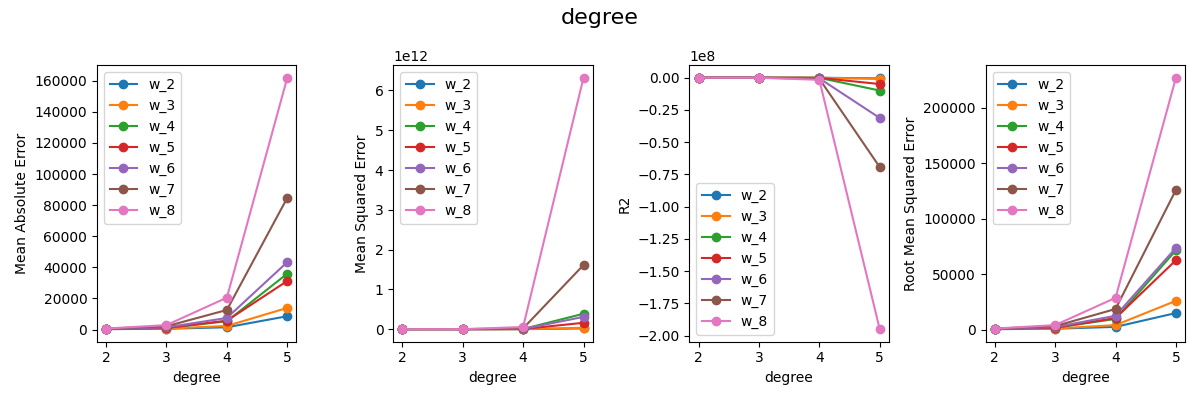 degree
Mean Absolute Error
160000
140000
120000
100000
80000
60000
40000
20000
0
w_2
w_3
w_4
w_5
w_6
w_7
w_8
2 3 4 5
degree
1e12
Mean Squared Error
6
5
4
3
2
1
0
w_2
w_3
w_4
w_5
w_6
w_7
w_8
2 3 4 5
degree
1e8
R2
0.00
−0.25
−0.50
−0.75
−1.00
−1.25
−1.50
−1.75
−2.00
w_2
w_3
w_4
w_5
w_6
w_7
w_8
2 3 4 5
degree
Root Mean Squared Error
200000
150000
100000
50000
0
w_2
w_3
w_4
w_5
w_6
w_7
w_8
2 3 4 5
degree